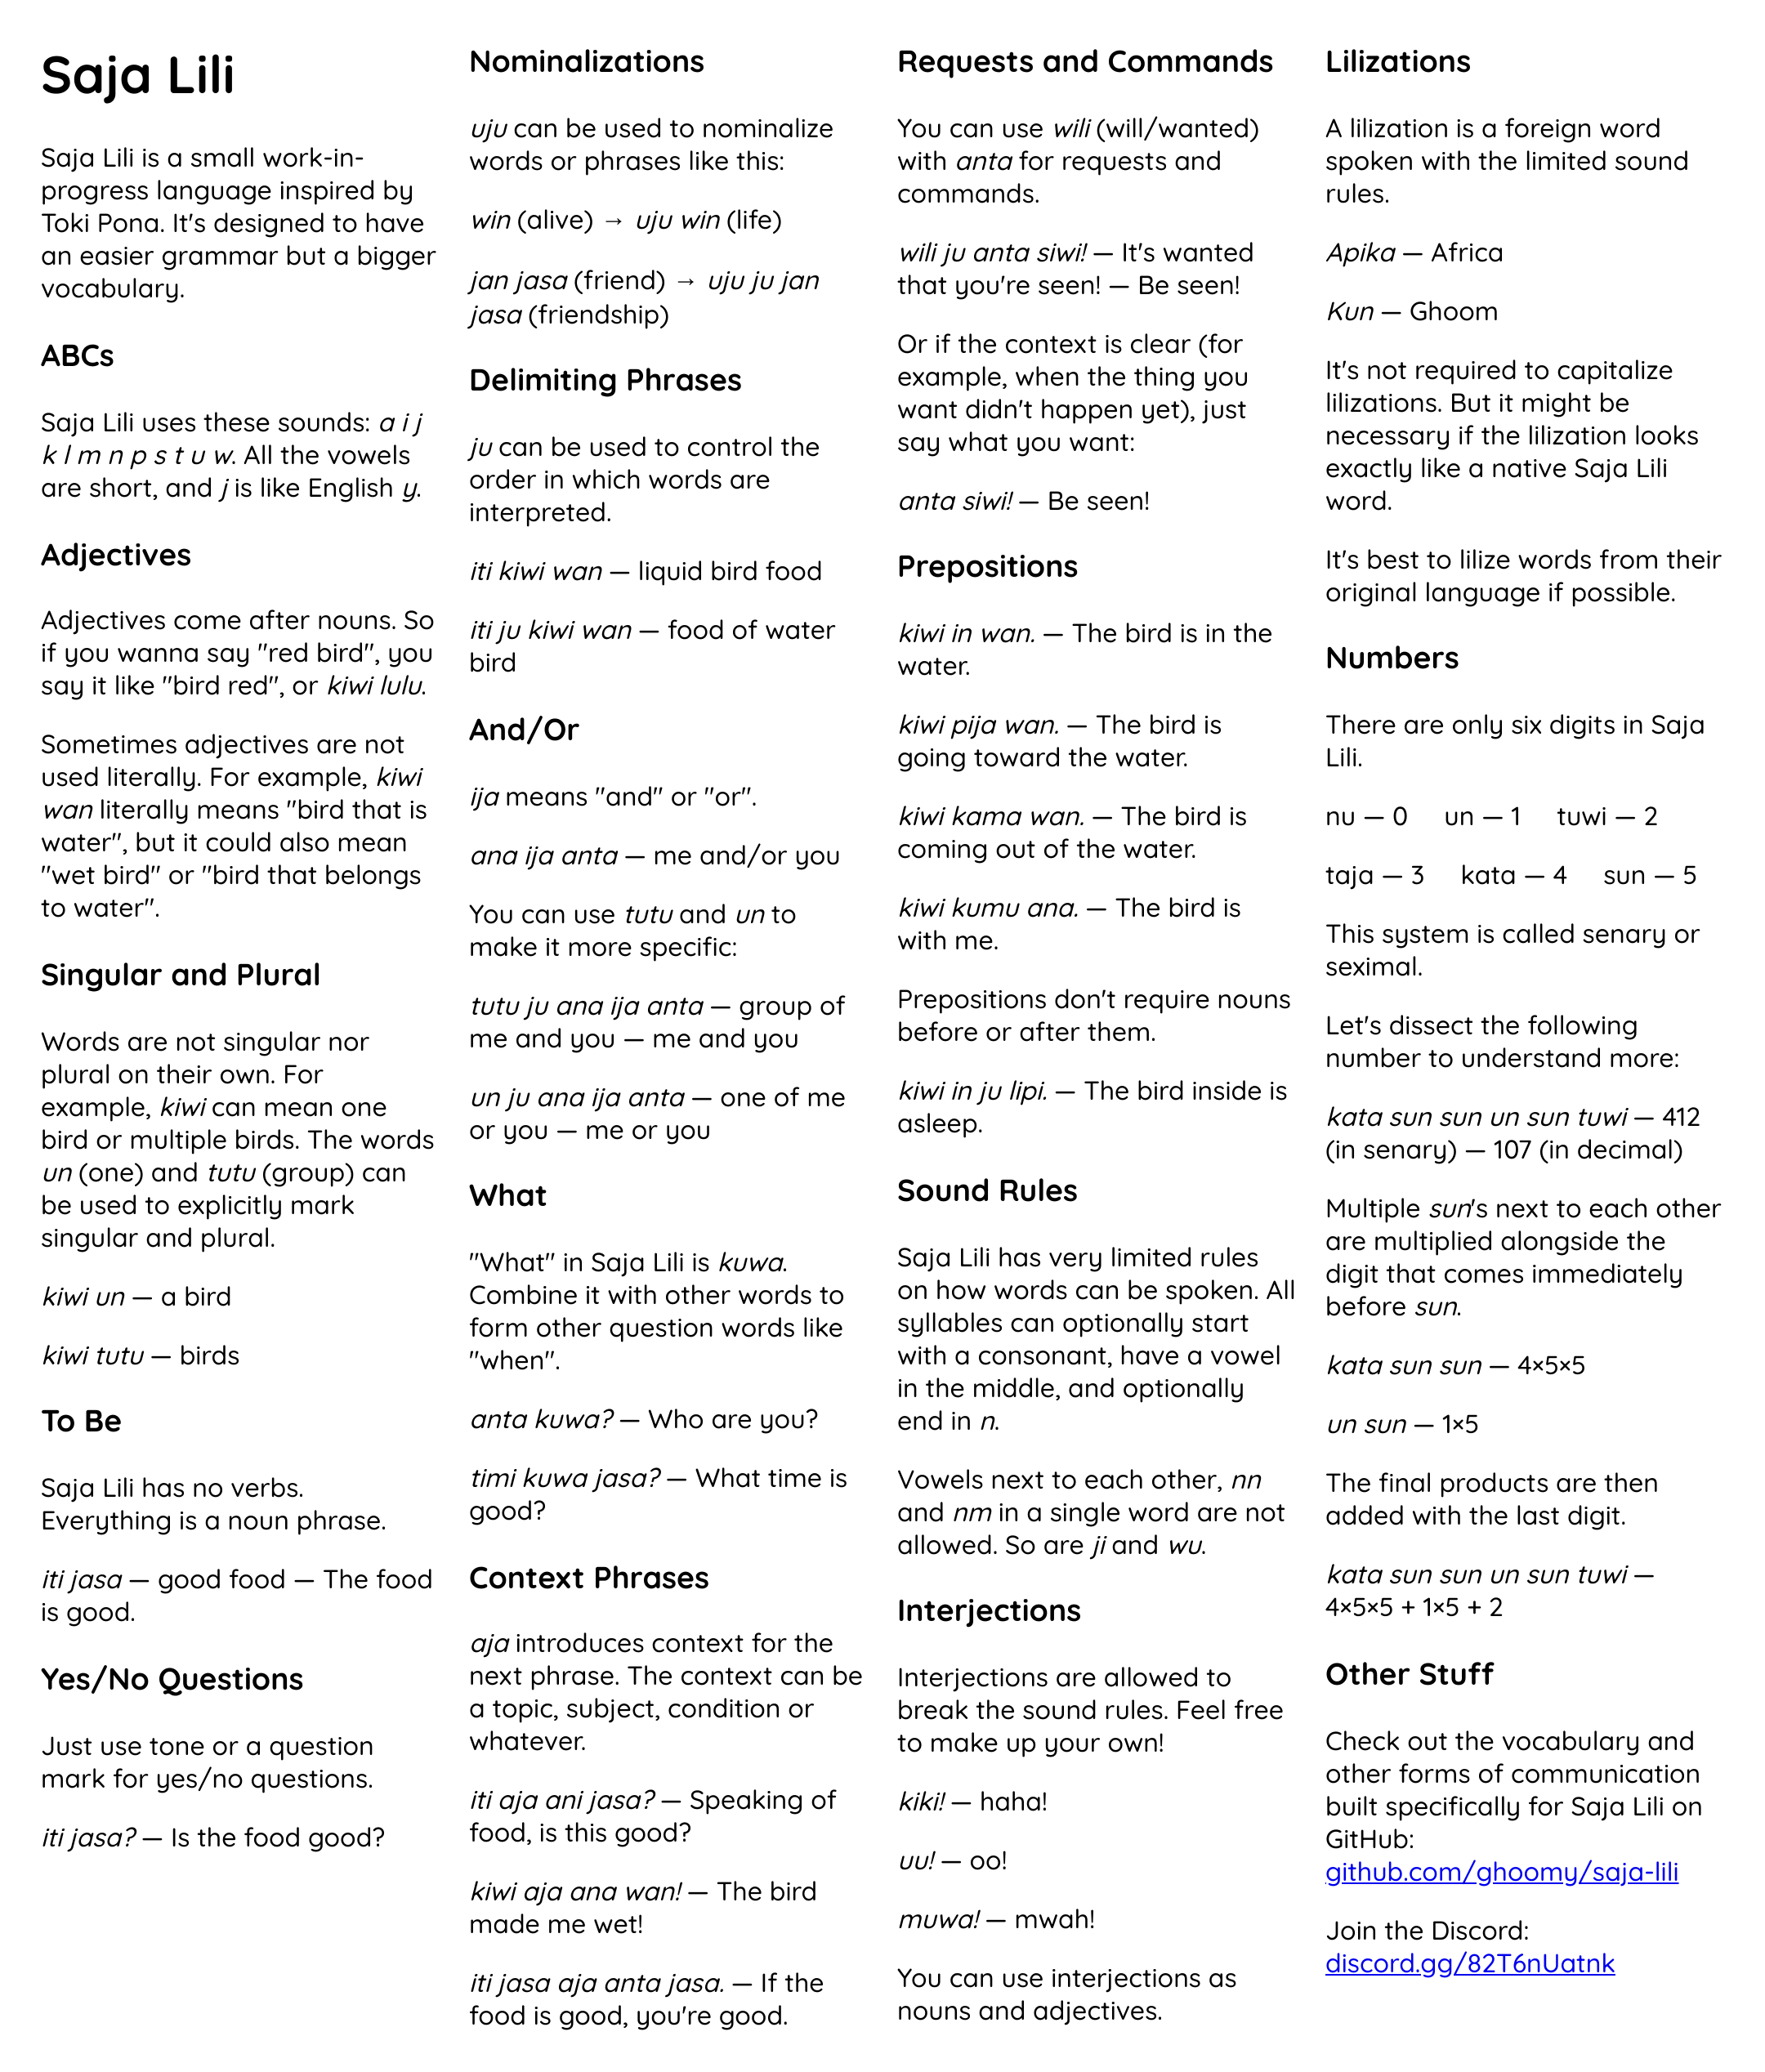 Saja Lili
Saja Lili is a small work-in-
progress language inspired by
Toki Pona. It's designed to have
an easier grammar but a bigger
vocabulary.
ABCs
Saja Lili uses these sounds: a i j
k l m n p s t u w. All the vowels
are short, and j is like English y.
Adjectives
Adjectives come after nouns. So
if you wanna say "red bird", you
say it like "bird red", or kiwi lulu.
Sometimes adjectives are not
used literally. For example, kiwi
wan literally means "bird that is
water", but it could also mean
"wet bird" or "bird that belongs
to water".
Singular and Plural
Words are not singular nor
plural on their own. For
example, kiwi can mean one
bird or multiple birds. The words
un (one) and tutu (group) can
be used to explicitly mark
singular and plural.
kiwi un — a bird
kiwi tutu — birds
To Be
Saja Lili has no verbs.
Everything is a noun phrase.
iti jasa — good food — The food
is good.
Yes/No Questions
Just use tone or a question
mark for yes/no questions.
iti jasa? — Is the food good?
Nominalizations
uju can be used to nominalize
words or phrases like this:
win (alive) → uju win (life)
jan jasa (friend) → uju ju jan
jasa (friendship)
Delimiting Phrases
ju can be used to control the
order in which words are
interpreted.
iti kiwi wan — liquid bird food
iti ju kiwi wan — food of water
bird
And/Or
ija means "and" or "or".
ana ija anta — me and/or you
You can use tutu and un to
make it more specific:
tutu ju ana ija anta — group of
me and you — me and you
un ju ana ija anta — one of me
or you — me or you
What
"What" in Saja Lili is kuwa.
Combine it with other words to
form other question words like
"when".
anta kuwa? — Who are you?
timi kuwa jasa? — What time is
good?
Context Phrases
aja introduces context for the
next phrase. The context can be
a topic, subject, condition or
whatever.
iti aja ani jasa? — Speaking of
food, is this good?
kiwi aja ana wan! — The bird
made me wet!
iti jasa aja anta jasa. — If the
food is good, you're good.
Requests and Commands
You can use wili (will/wanted)
with anta for requests and
commands.
wili ju anta siwi! — It's wanted
that you're seen! — Be seen!
Or if the context is clear (for
example, when the thing you
want didn't happen yet), just
say what you want:
anta siwi! — Be seen!
Prepositions
kiwi in wan. — The bird is in the
water.
kiwi pija wan. — The bird is
going toward the water.
kiwi kama wan. — The bird is
coming out of the water.
kiwi kumu ana. — The bird is
with me.
Prepositions don't require nouns
before or after them.
kiwi in ju lipi. — The bird inside is
asleep.
Sound Rules
Saja Lili has very limited rules
on how words can be spoken. All
syllables can optionally start
with a consonant, have a vowel
in the middle, and optionally
end in n.
Vowels next to each other, nn
and nm in a single word are not
allowed. So are ji and wu.
Interjections
Interjections are allowed to
break the sound rules. Feel free
to make up your own!
kiki! — haha!
uu! — oo!
muwa! — mwah!
You can use interjections as
nouns and adjectives.
Lilizations
A lilization is a foreign word
spoken with the limited sound
rules.
Apika — Africa
Kun — Ghoom
It's not required to capitalize
lilizations. But it might be
necessary if the lilization looks
exactly like a native Saja Lili
word.
It's best to lilize words from their
original language if possible.
Numbers
There are only six digits in Saja
Lili.
nu — 0 un — 1 tuwi — 2
taja — 3 kata — 4 sun — 5
This system is called senary or
seximal.
Let's dissect the following
number to understand more:
kata sun sun un sun tuwi — 412
(in senary) — 107 (in decimal)
Multiple sun's next to each other
are multiplied alongside the
digit that comes immediately
before sun.
kata sun sun — 4×5×5
un sun — 1×5
The final products are then
added with the last digit.
kata sun sun un sun tuwi —
4×5×5 + 1×5 + 2
Other Stuff
Check out the vocabulary and
other forms of communication
built specifically for Saja Lili on
GitHub:
github.com/ghoomy/saja-lili
Join the Discord:
discord.gg/82T6nUatnk